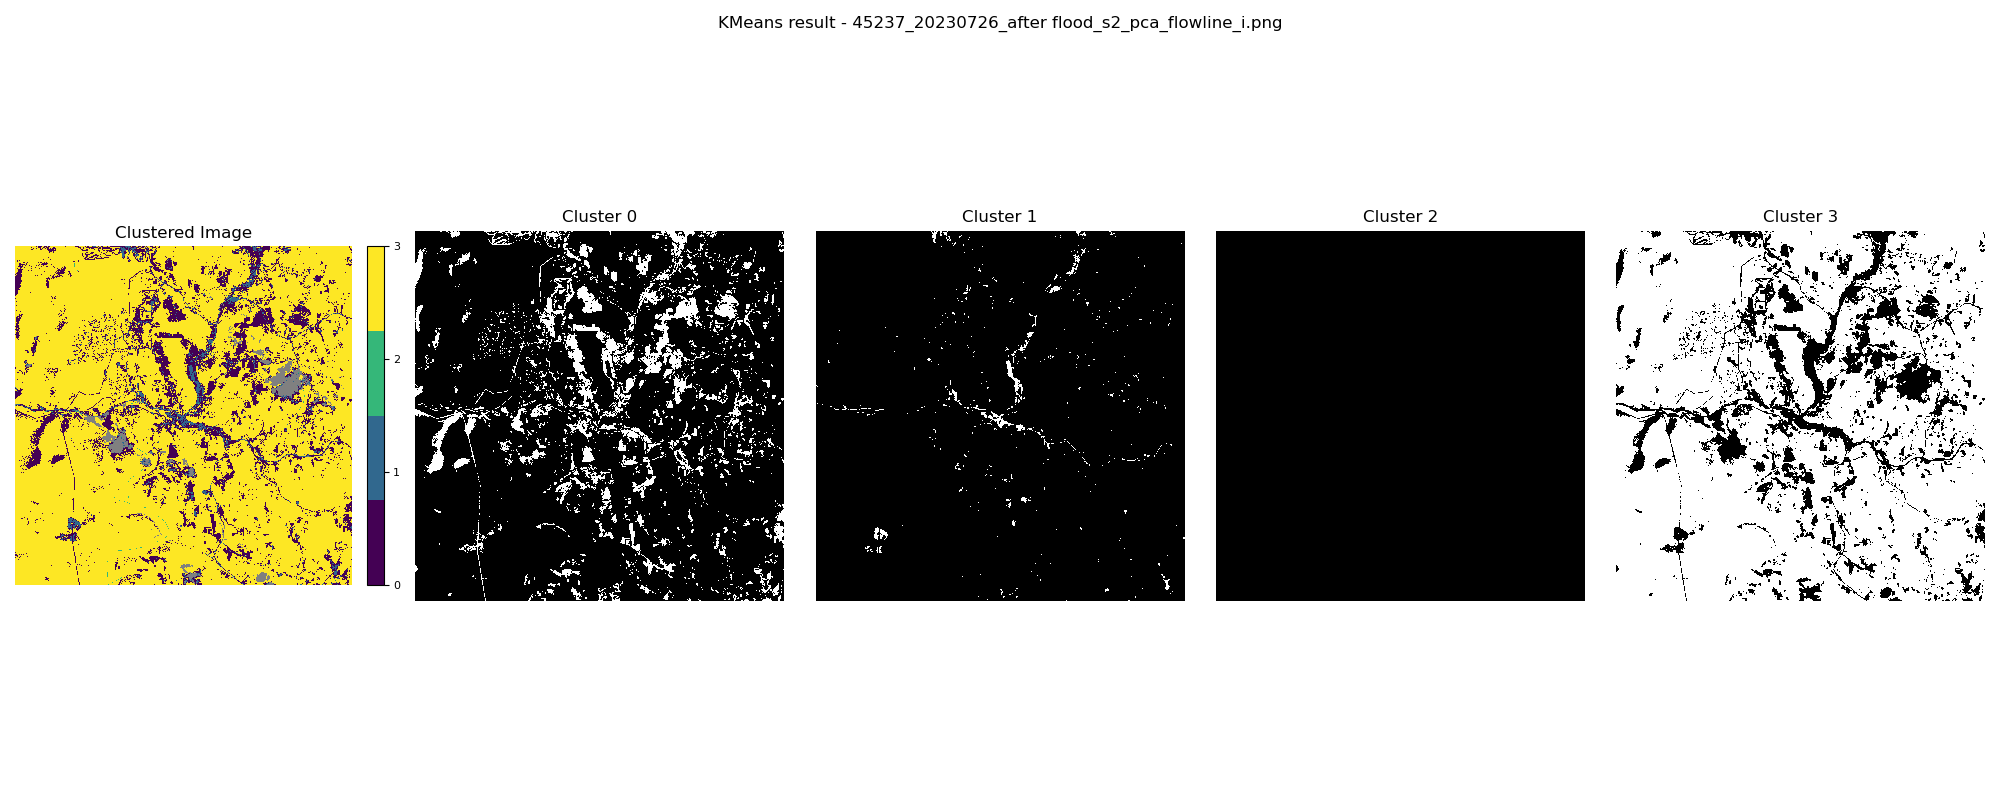 KMeans result - 45237_20230726_after flood_s2_pca_flowline_i.png
Clustered Image
Cluster 0
Cluster 1
Cluster 2
Cluster 3
3
2
1
0